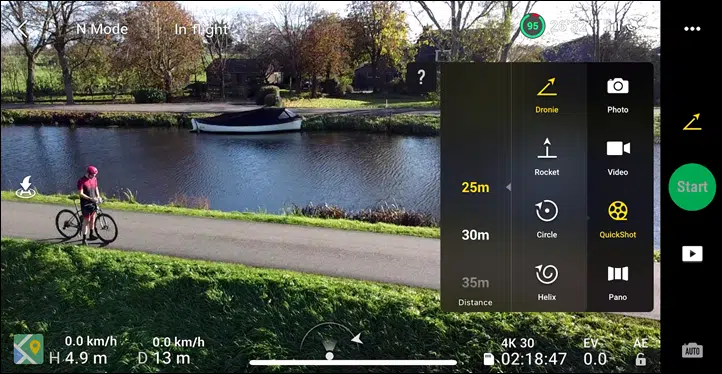 N Mode
In flight
95
?
Dronie
Photo
Rocket
Video
25m
30m
Circle
QuickShot
35m
Distance
Helix
Pano
Start
0.0 km/h
0.0 km/h
H 4.9 m
D 13 m
4K 30
EV
AE
02:18:47
0.0
AUTO